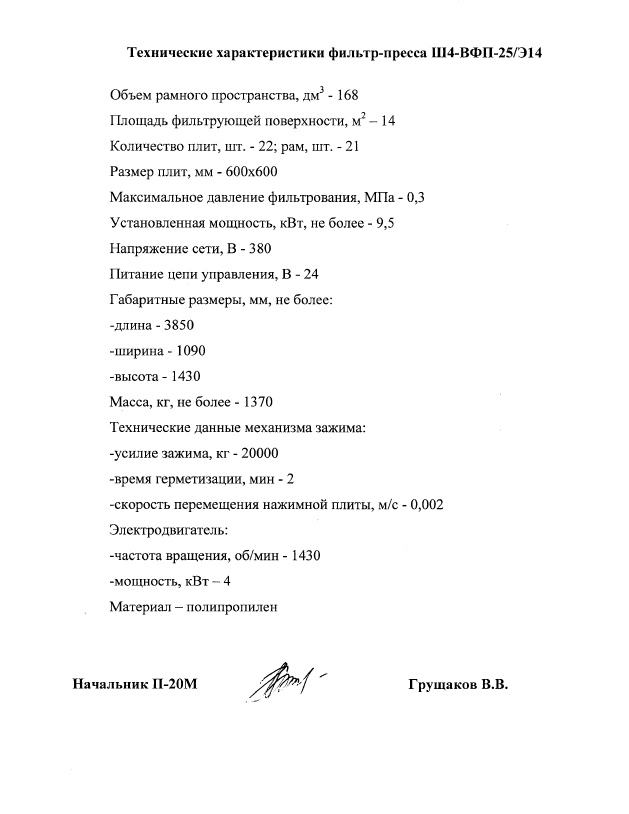 Технические характеристики фильтр-пресса Ш4-ВФП-25/Э14
Объем рамного пространства, дм³ - 168
Площадь фильтрующей поверхности, м² – 14
Количество плит, шт. - 22; рам, шт. - 21
Размер плит, мм - 600х600
Максимальное давление фильтрования, МПа - 0,3
Установленная мощность, кВт, не более - 9,5
Напряжение сети, В - 380
Питание цепи управления, В - 24
Габаритные размеры, мм, не более:
-длина - 3850
-ширина - 1090
-высота - 1430
Масса, кг, не более - 1370
Технические данные механизма зажима:
-усилие зажима, кг - 20000
-время герметизации, мин - 2
-скорость перемещения нажимной плиты, м/с - 0,002
Электродвигатель:
-частота вращения, об/мин - 1430
-мощность, кВт – 4
Материал – полипропилен
Начальник П-20М Грущаков В.В.